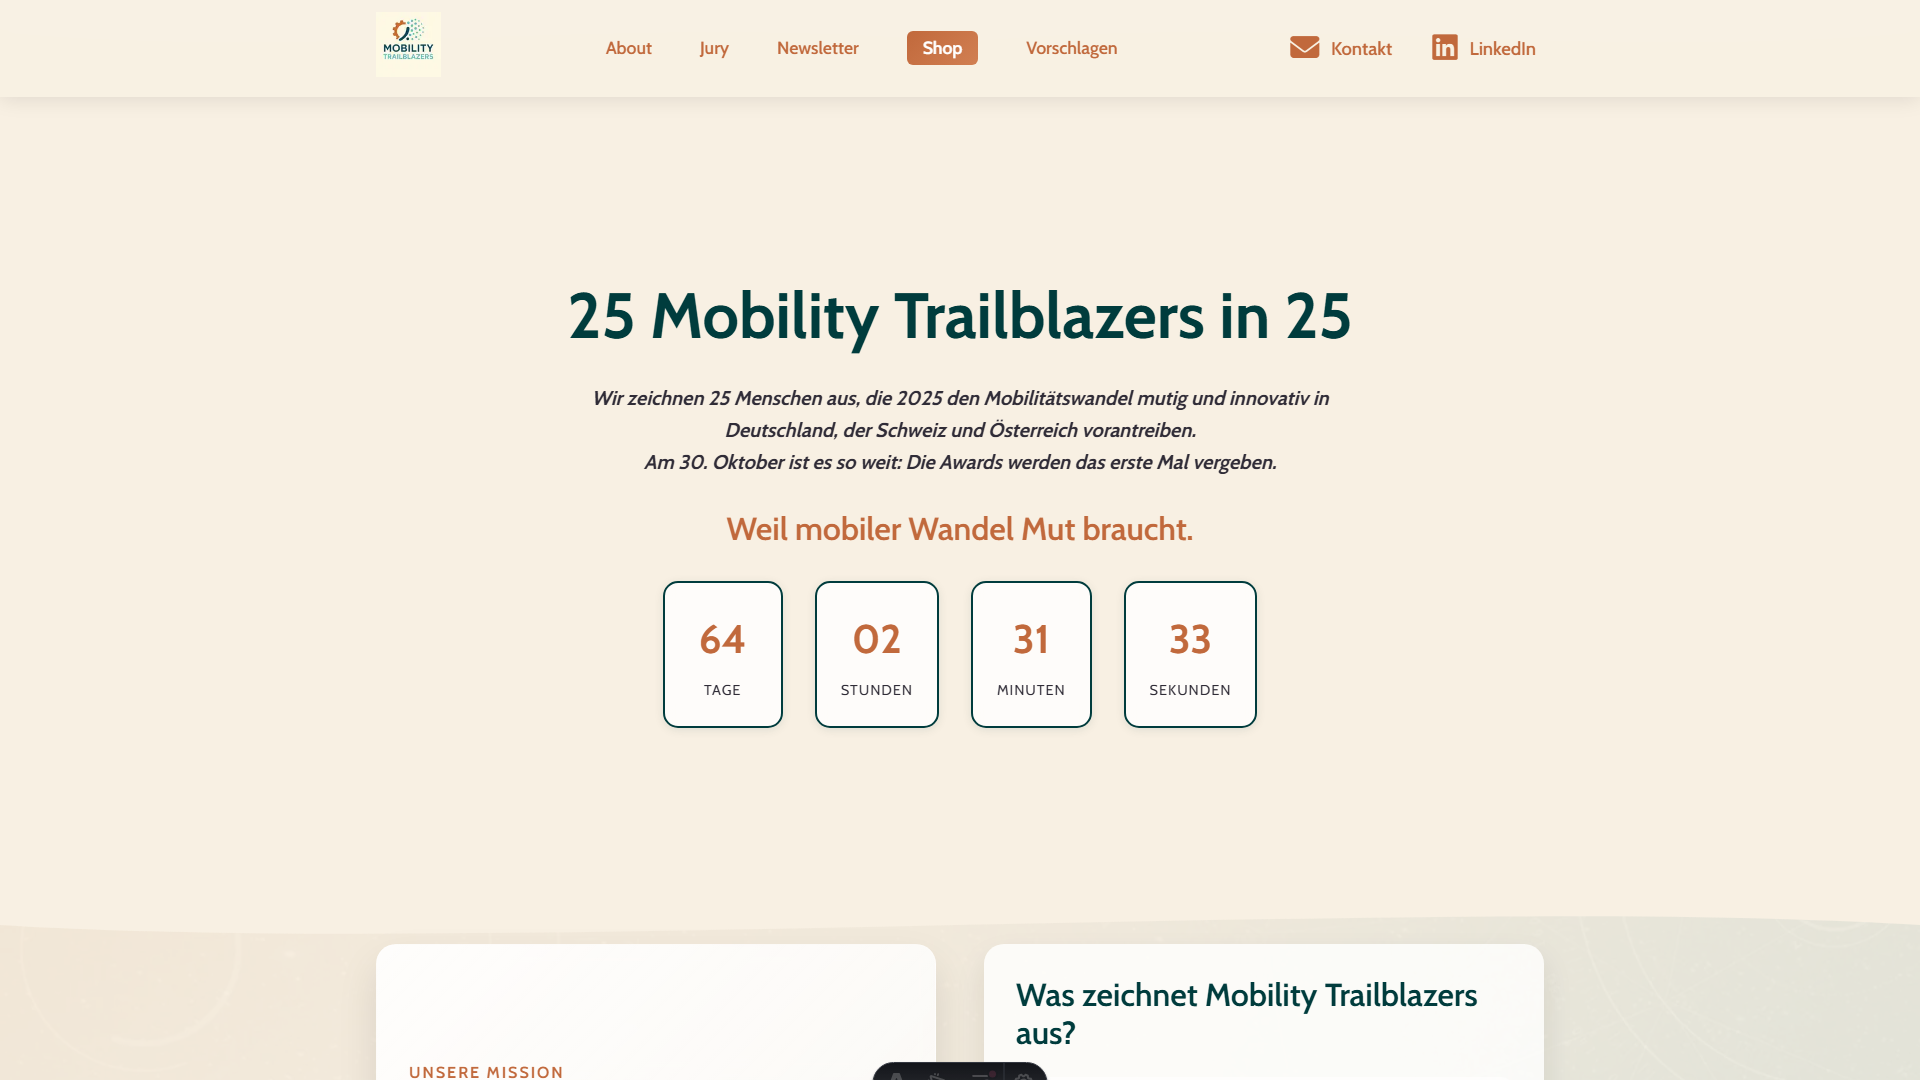 MOBILITY
TRAILBLAZERS
About
Jury
Newsletter
Shop
Vorschlagen
Kontakt
LinkedIn
25 Mobility Trailblazers in 25
Wir zeichnen 25 Menschen aus, die 2025 den Mobilitätswandel mutig und innovativ in
Deutschland, der Schweiz und Österreich vorantreiben.
Am 30. Oktober ist es so weit: Die Awards werden das erste Mal vergeben.
Weil mobiler Wandel Mut braucht.
64
TAGE
02
STUNDEN
31
MINUTEN
33
SEKUNDEN
UNSERE MISSION
Was zeichnet Mobility Trailblazers
aus?